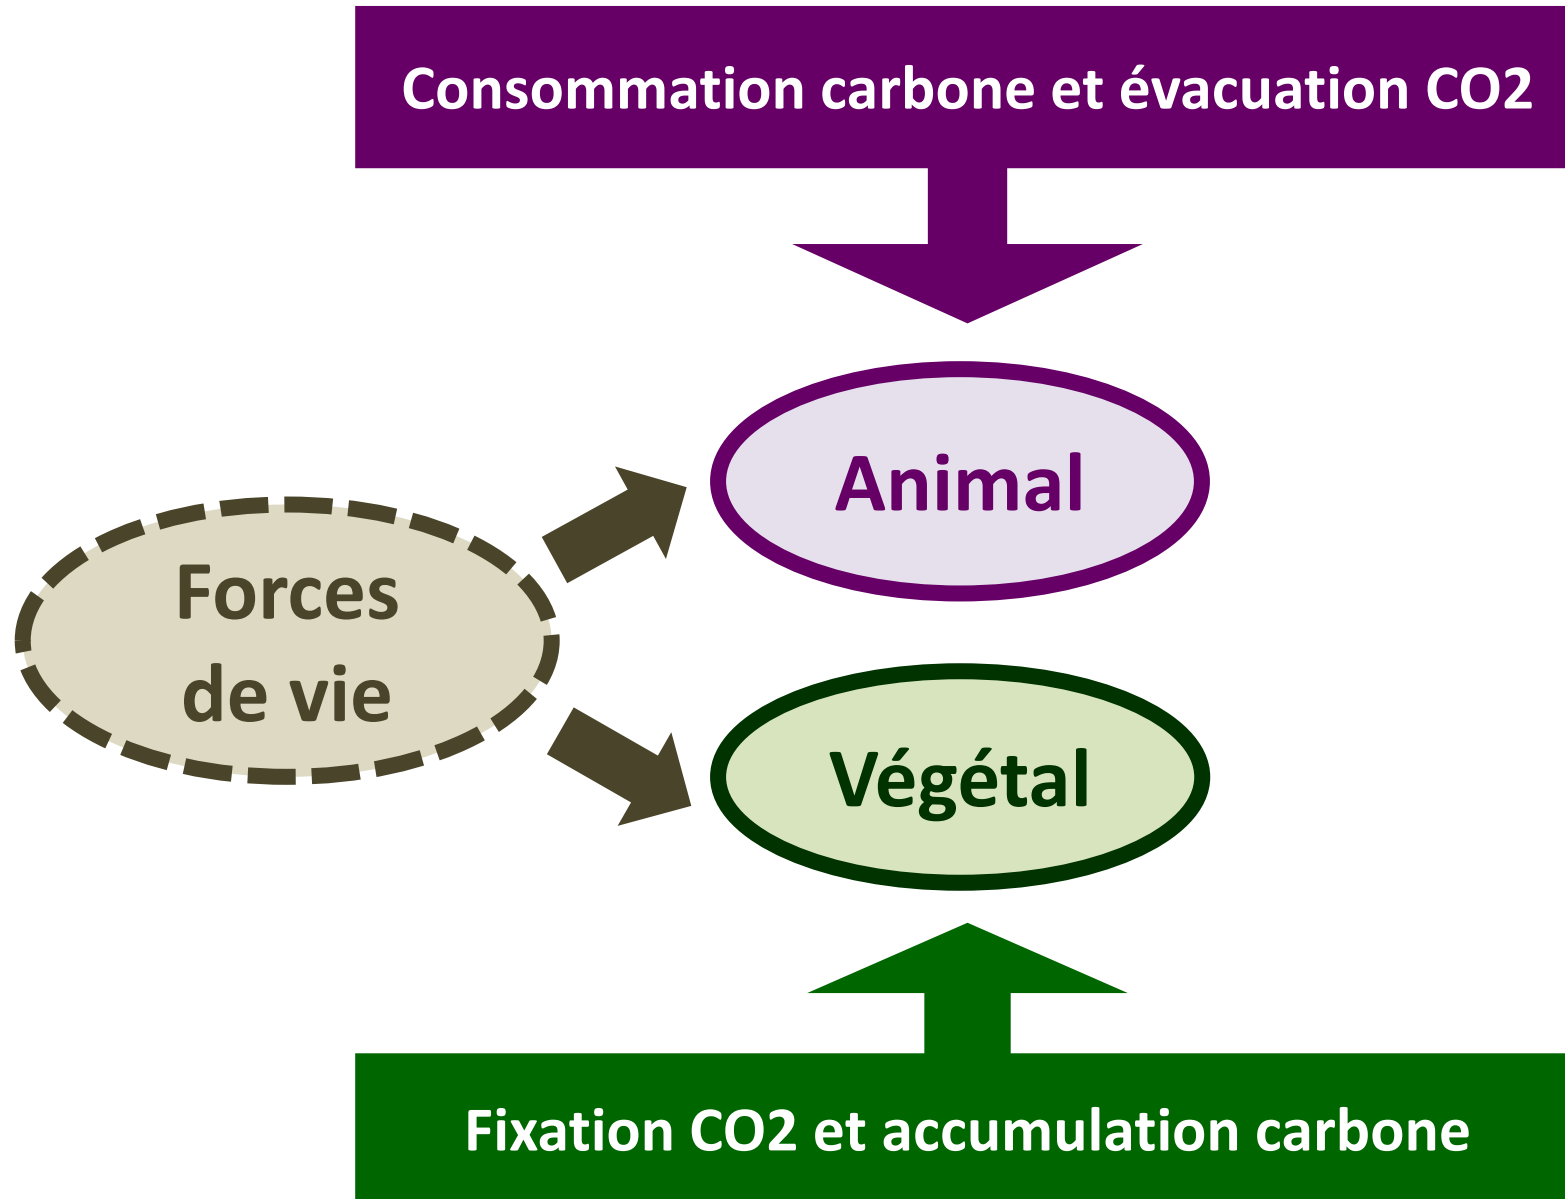 Consommation carbone et évacuation CO2
Animal
Forces
de vie
Végétal
Fixation CO2 et accumulation carbone